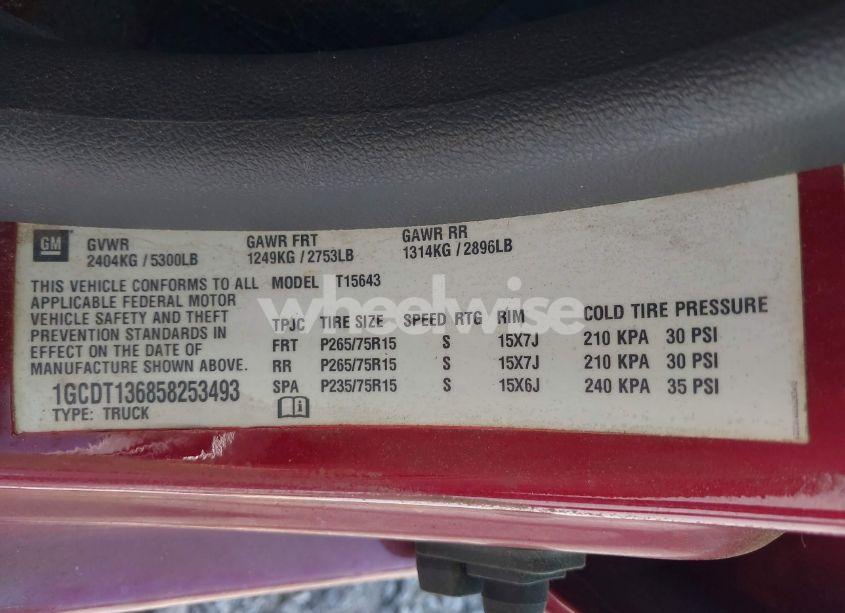 GM
GVWR GAWR FRT GAWR RR
2404KG / 5300LB 1249KG / 2753LB 1314KG / 2896LB
THIS VEHICLE CONFORMS TO ALL
APPLICABLE FEDERAL MOTOR
VEHICLE SAFETY AND THEFT
PREVENTION STANDARDS IN
EFFECT ON THE DATE OF
MANUFACTURE SHOWN ABOVE.
1GCDT136858253493
TYPE: TRUCK
MODEL T15643
TPJC TIRE SIZE SPEED RTG RIM COLD TIRE PRESSURE
FRT P265/75R15 S 15X7J 210 KPA 30 PSI
RR P265/75R15 S 15X7J 210 KPA 30 PSI
SPA P235/75R15 S 15X6J 240 KPA 35 PSI
wheelwise